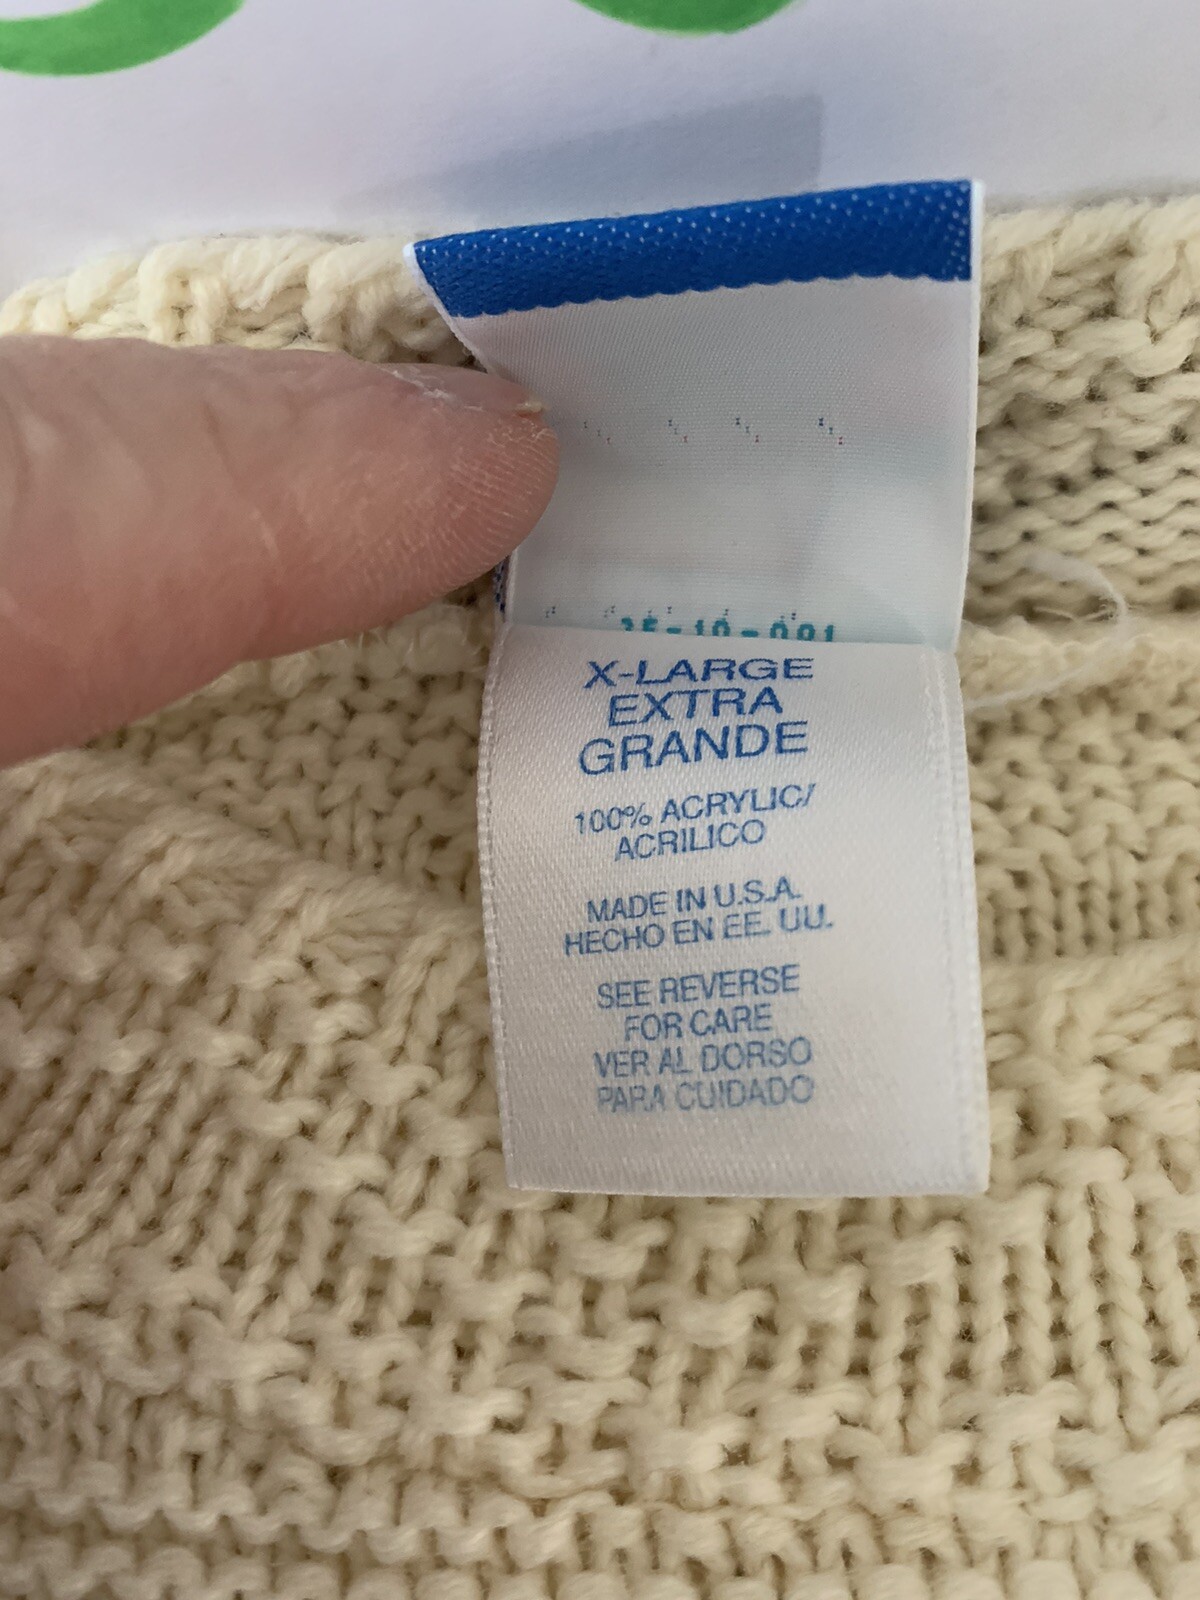 X-LARGE
EXTRA
GRANDE
100% ACRYLIC/
ACRILICO
MADE IN U.S.A.
HECHO EN EE. UU.
SEE REVERSE
FOR CARE
VER AL DORSO
PARA CUIDADO